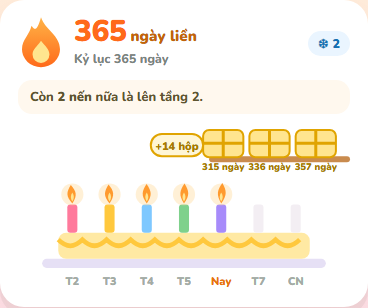 365 ngày liền
Kỷ lục 365 ngày
2
Còn 2 nến nữa là lên tầng 2.
+14 hộp
315 ngày 336 ngày 357 ngày
T2 T3 T4 T5 Nay T7 CN